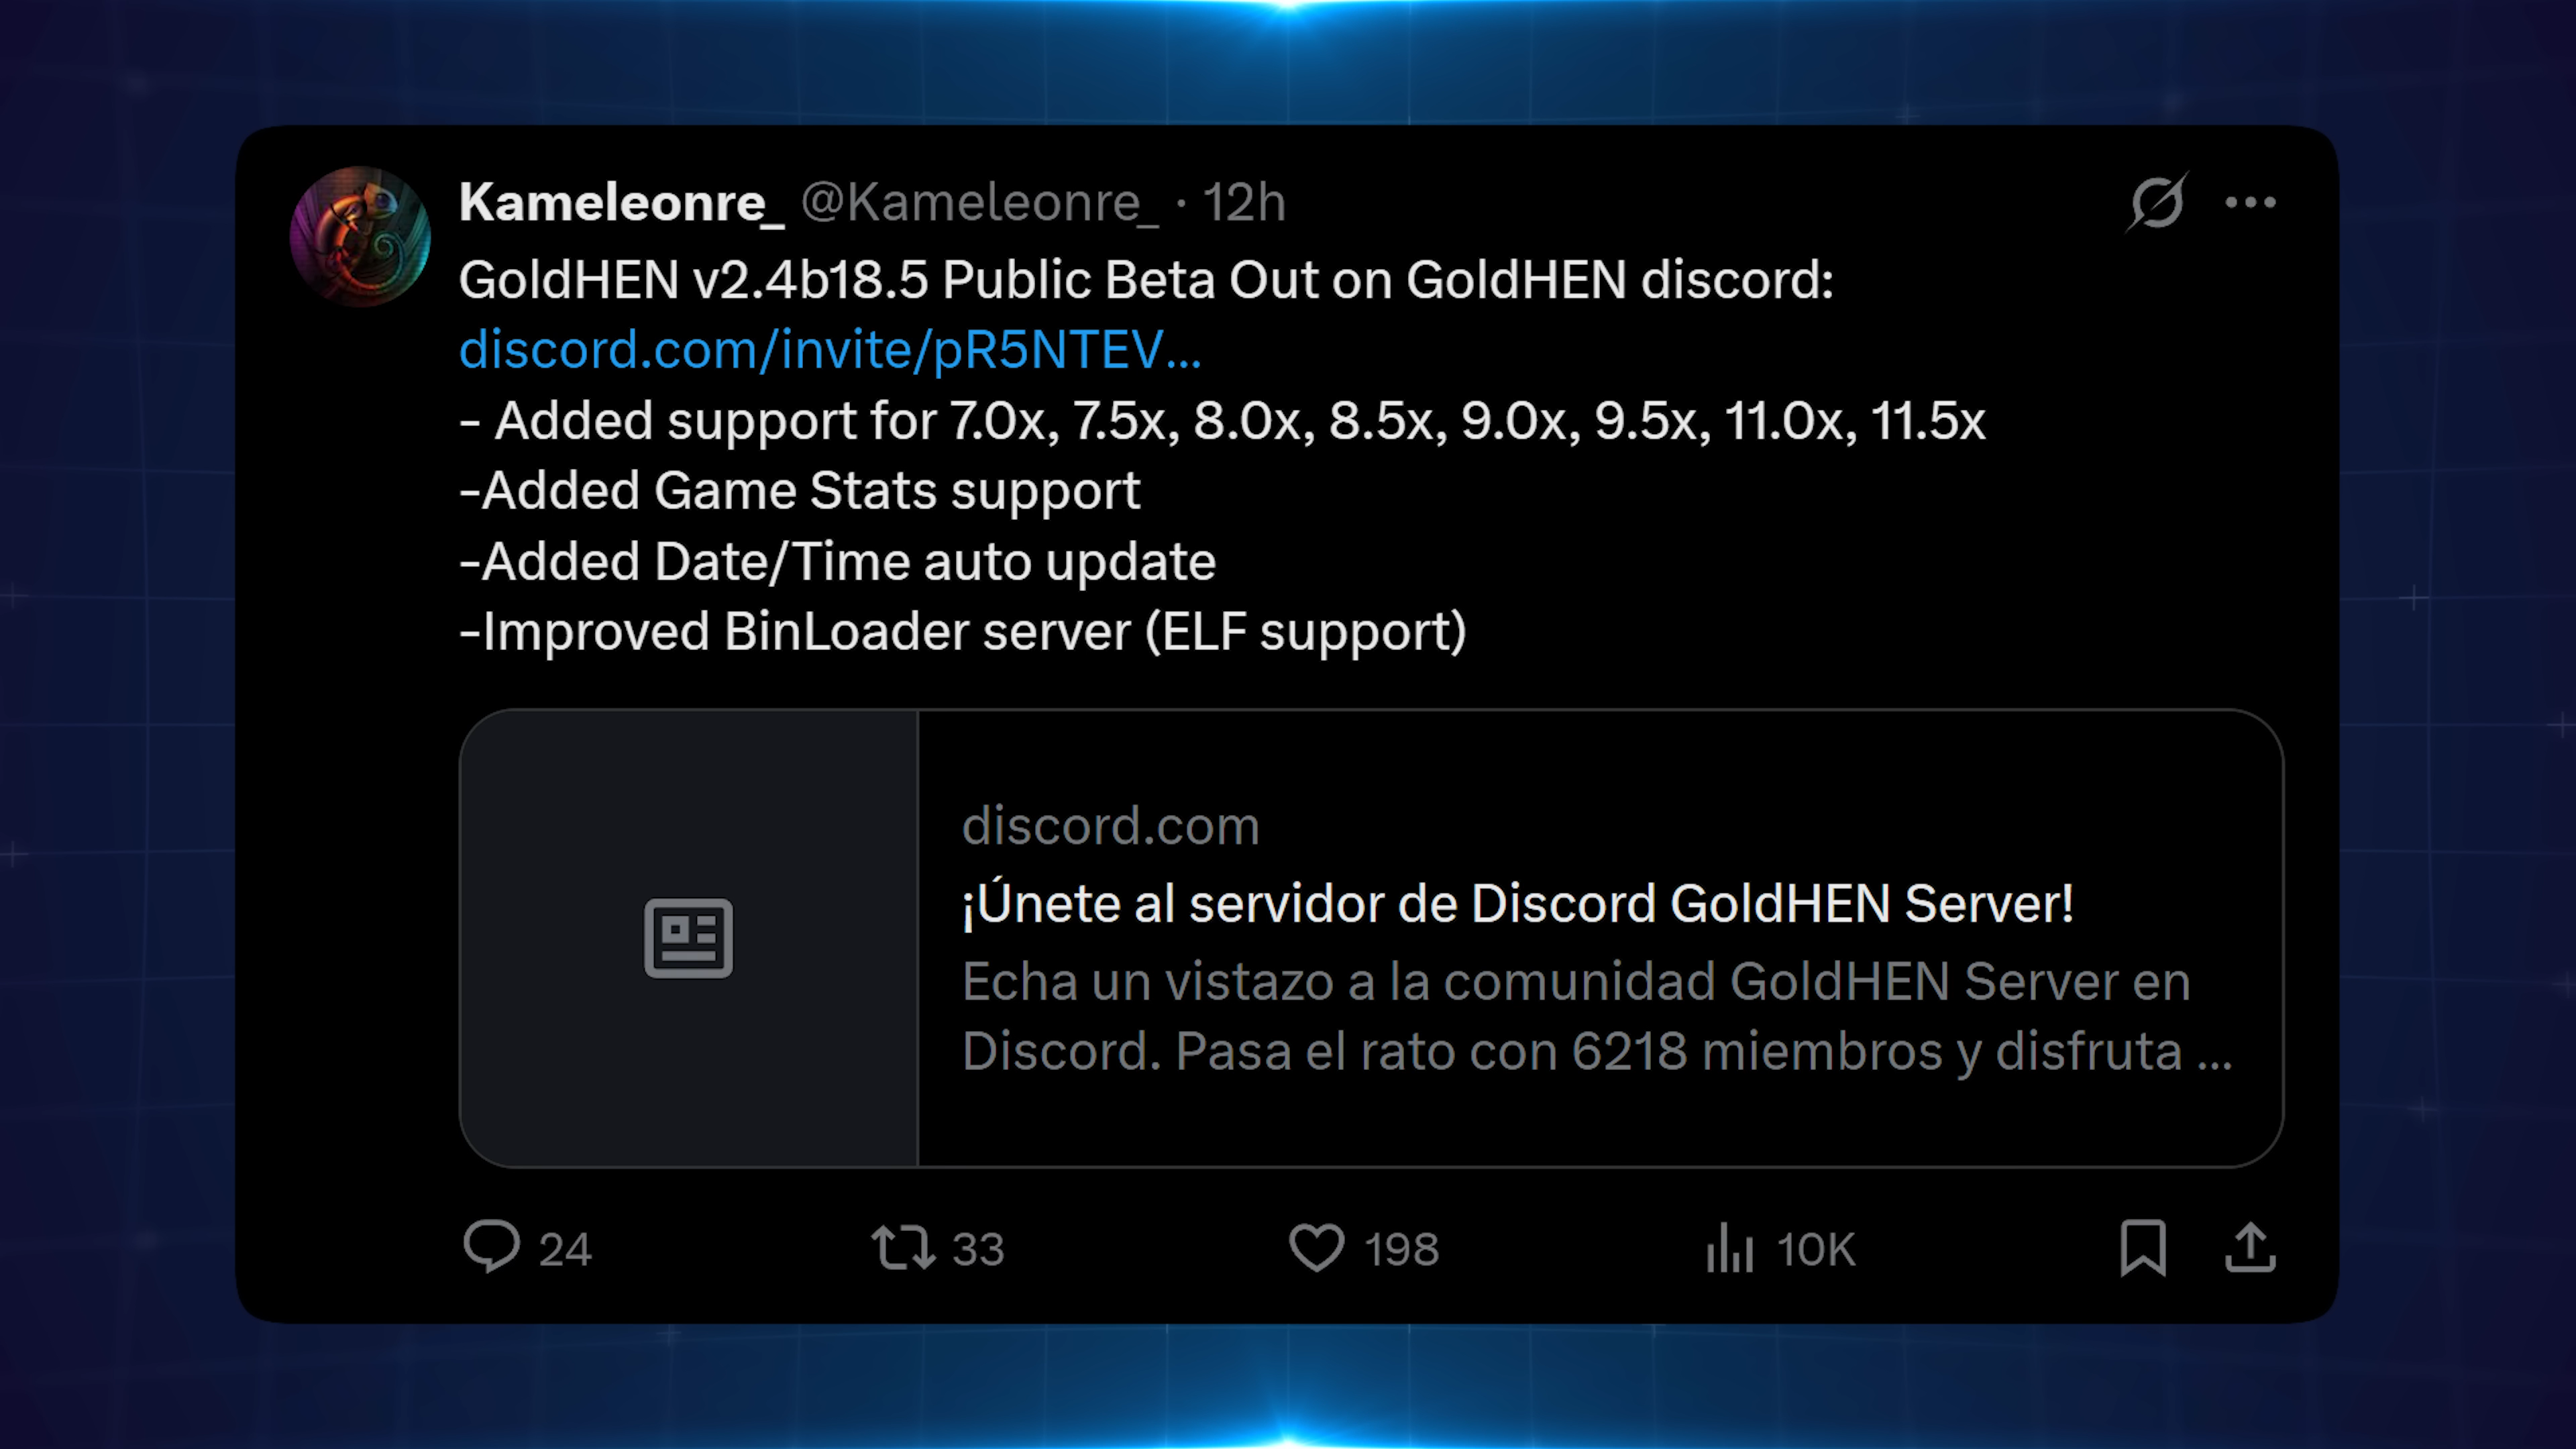 Kameleonre_ @Kameleonre_ · 12h
GoldHEN v2.4b18.5 Public Beta Out on GoldHEN discord:
discord.com/invite/pR5NTEV...
- Added support for 7.0x, 7.5x, 8.0x, 8.5x, 9.0x, 9.5x, 11.0x, 11.5x
-Added Game Stats support
-Added Date/Time auto update
-Improved BinLoader server (ELF support)
discord.com
¡Únete al servidor de Discord GoldHEN Server!
Echa un vistazo a la comunidad GoldHEN Server en
Discord. Pasa el rato con 6218 miembros y disfruta ...
24 33 198 10K